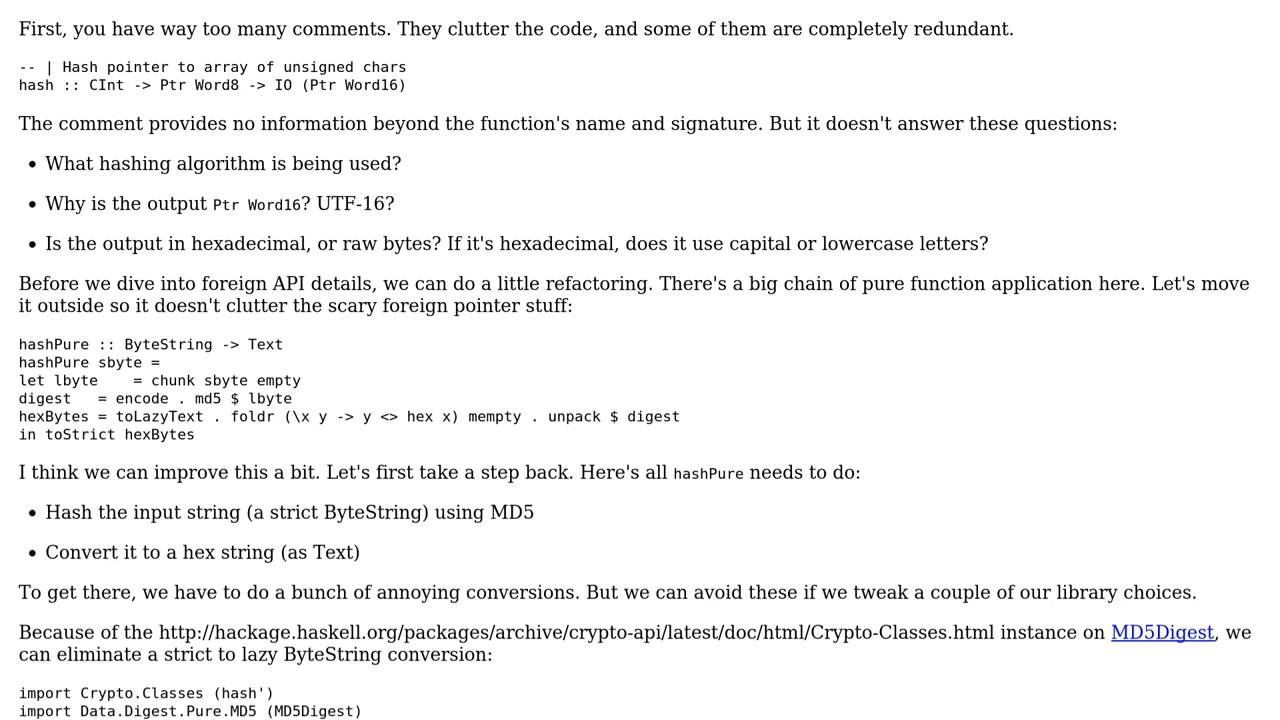 First, you have way too many comments. They clutter the code, and some of them are completely redundant.
-- | Hash pointer to array of unsigned chars
hash :: CInt -> Ptr Word8 -> IO (Ptr Word16)
The comment provides no information beyond the function's name and signature. But it doesn't answer these questions:
• What hashing algorithm is being used?
• Why is the output Ptr Word16? UTF-16?
• Is the output in hexadecimal, or raw bytes? If it's hexadecimal, does it use capital or lowercase letters?
Before we dive into foreign API details, we can do a little refactoring. There's a big chain of pure function application here. Let's move
it outside so it doesn't clutter the scary foreign pointer stuff:
hashPure :: ByteString -> Text
hashPure sbyte =
let lbyte    = chunk sbyte empty
digest   = encode . md5 $ lbyte
hexBytes = toLazyText . foldr (\x y -> y <> hex x) mempty . unpack $ digest
in toStrict hexBytes
I think we can improve this a bit. Let's first take a step back. Here's all hashPure needs to do:
• Hash the input string (a strict ByteString) using MD5
• Convert it to a hex string (as Text)
To get there, we have to do a bunch of annoying conversions. But we can avoid these if we tweak a couple of our library choices.
Because of the http://hackage.haskell.org/packages/archive/crypto-api/latest/doc/html/Crypto-Classes.html instance on MD5Digest, we
can eliminate a strict to lazy ByteString conversion:
import Crypto.Classes (hash')
import Data.Digest.Pure.MD5 (MD5Digest)